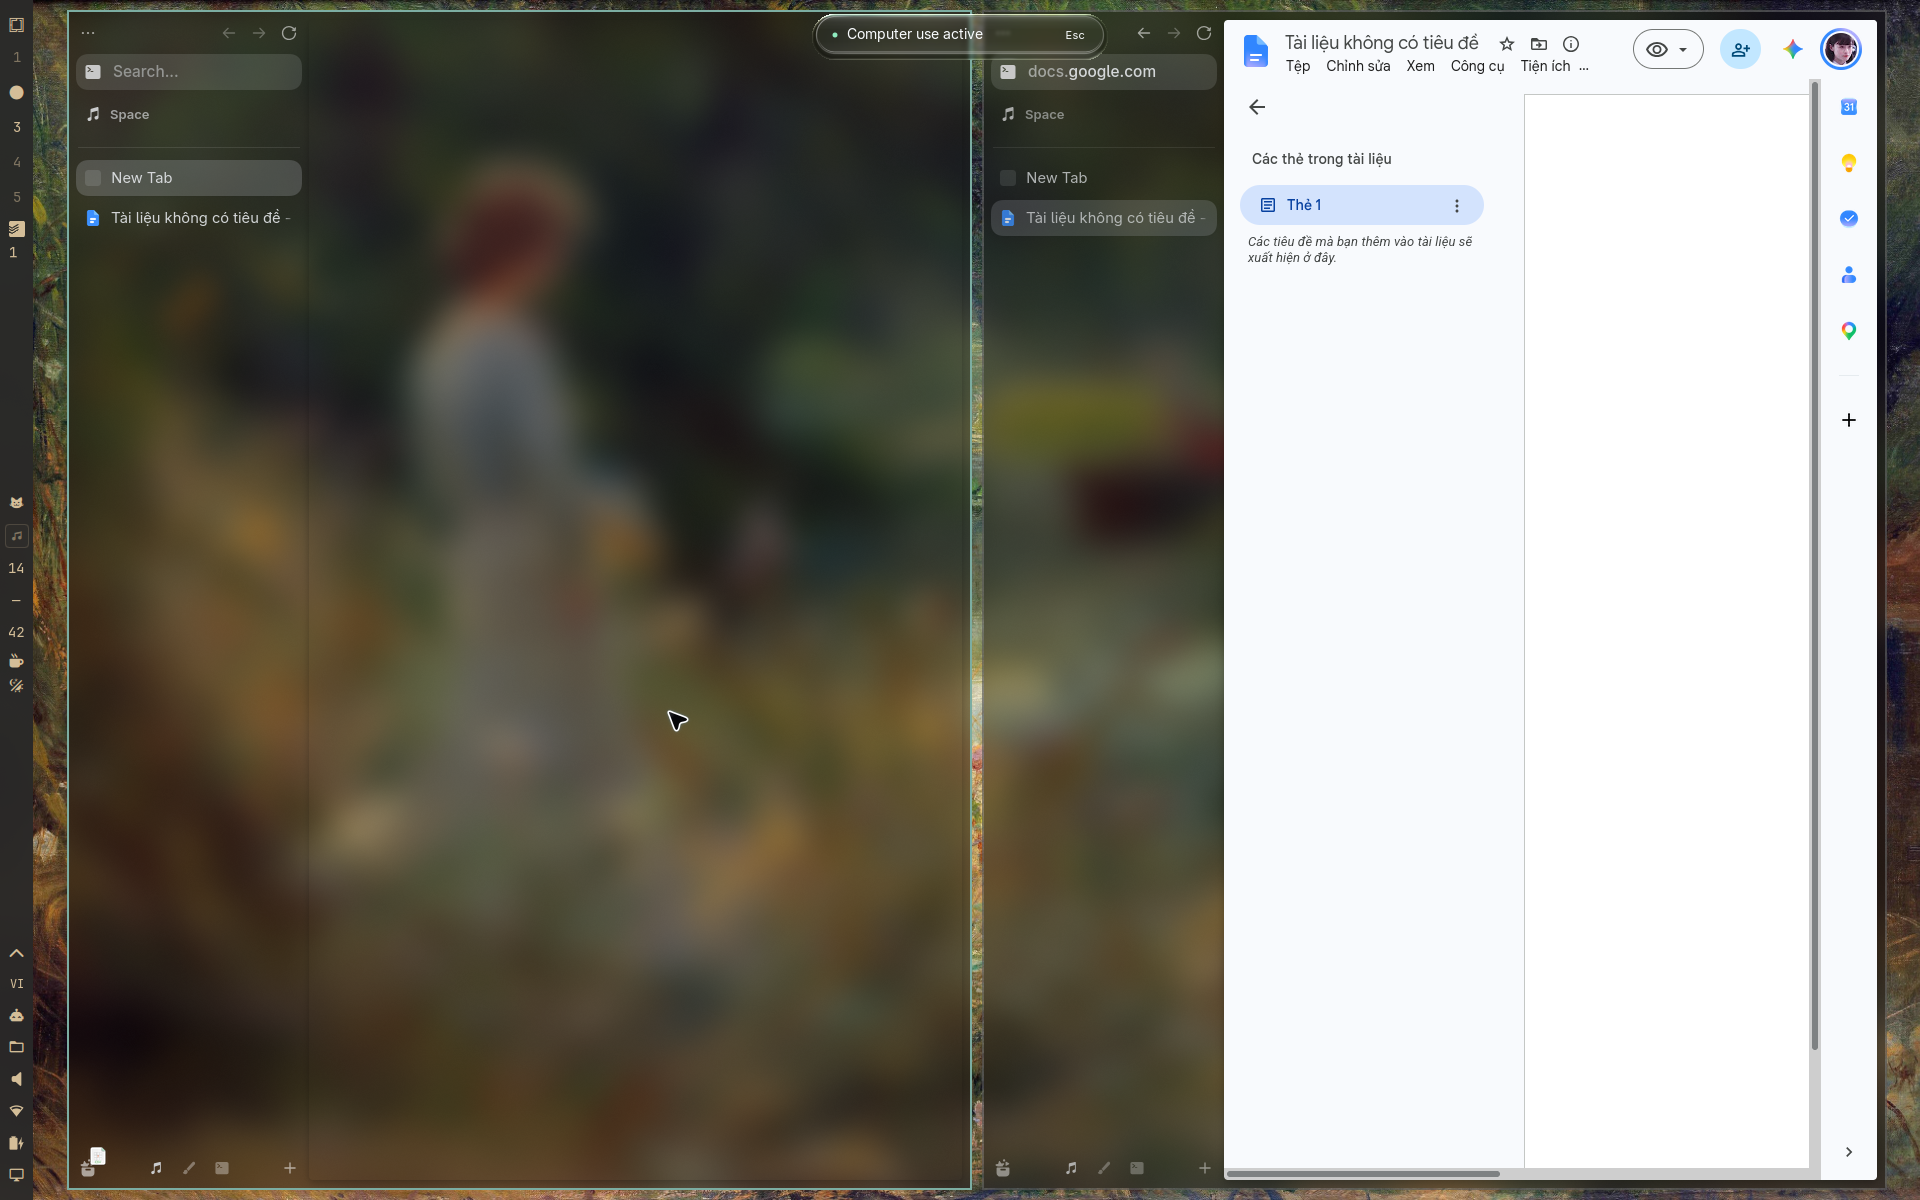 1
3
4
5
1
14
42
VI
Search...
Space
New Tab
Tài liệu không có tiêu đề -
Computer use active
Esc
docs.google.com
Space
New Tab
Tài liệu không có tiêu đề -
Tài liệu không có tiêu đề
Tệp Chỉnh sửa Xem Công cụ Tiện ích ...
Các thẻ trong tài liệu
Thẻ 1
Các tiêu đề mà bạn thêm vào tài liệu sẽ
xuất hiện ở đây.
31